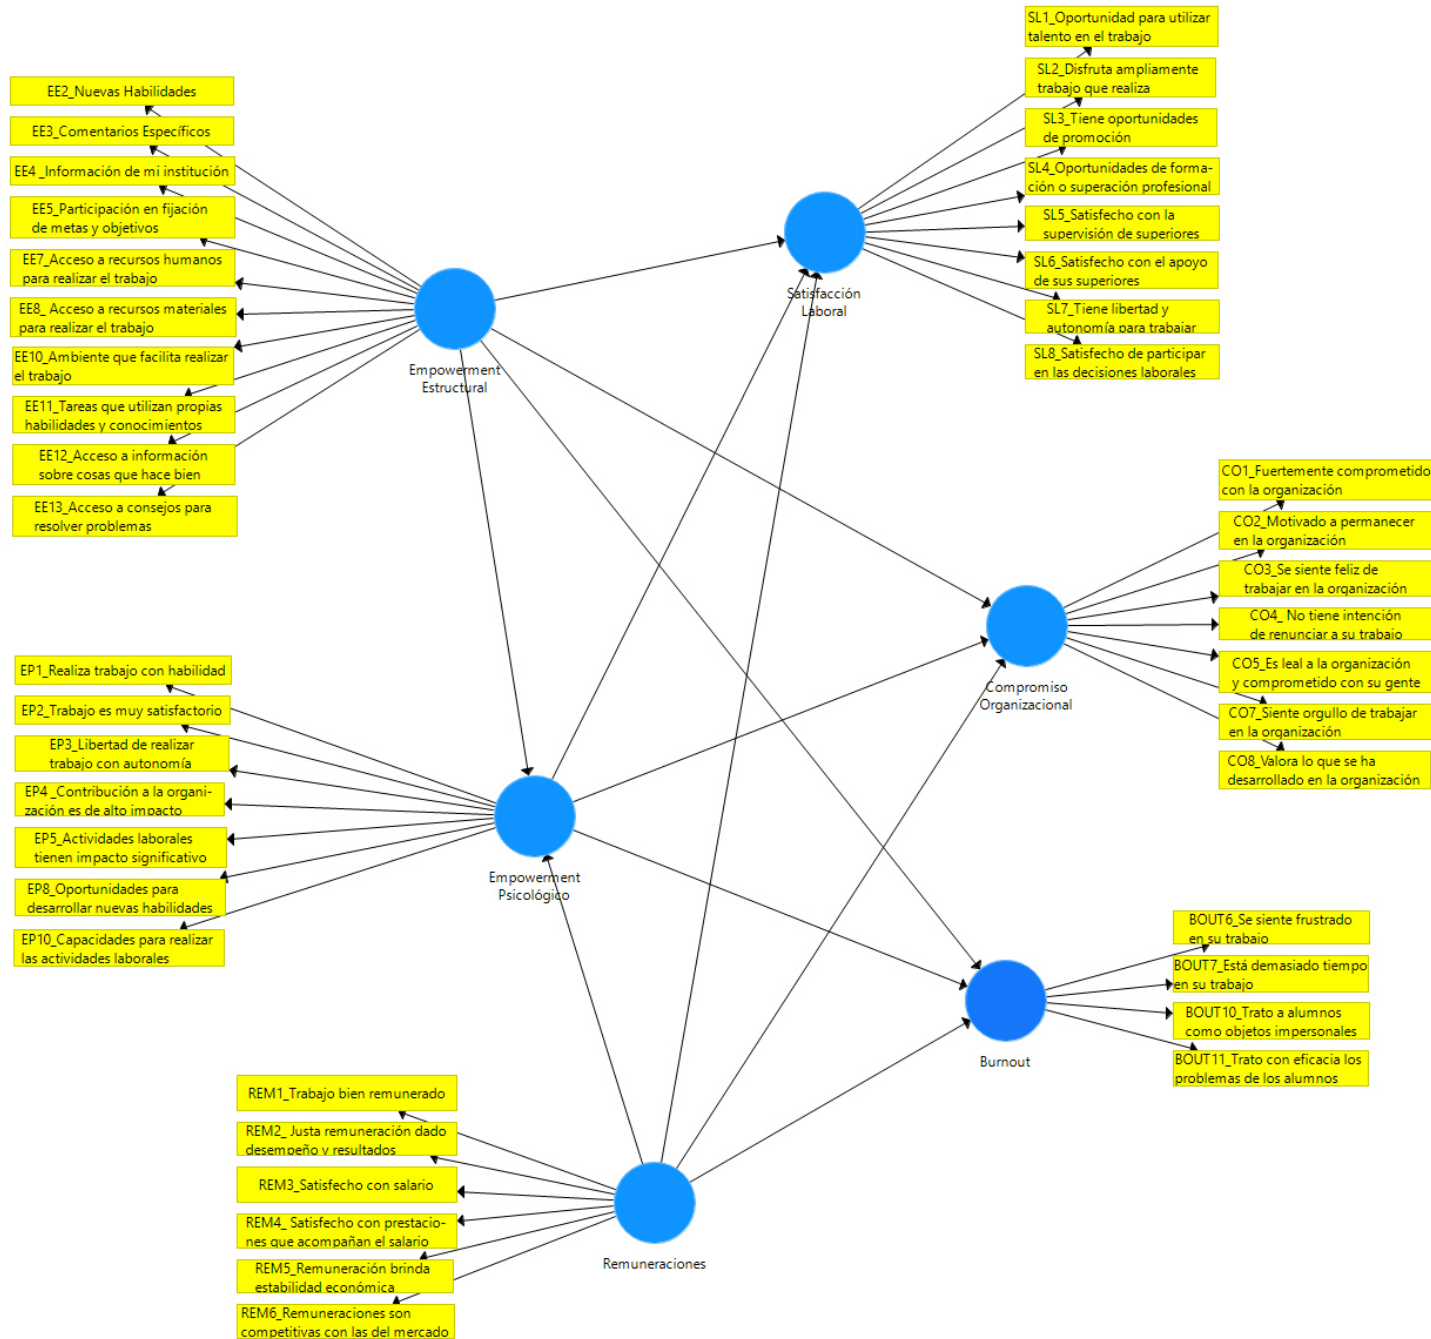 SL1_Oportunidad para utilizar
talento en el trabajo
SL2_Disfruta ampliamente
trabajo que realiza
SL3_Tiene oportunidades
de promoción
SL4_Oportunidades de forma-
ción o superación profesional
SL5_Satisfecho con la
supervisión de superiores
SL6_Satisfecho con el apoyo
de sus superiores
SL7_Tiene libertad y
autonomía para trabajar
SL8_Satisfecho de participar
en las decisiones laborales
EE2_Nuevas Habilidades
EE3_Comentarios Específicos
EE4_Información de mi institución
EE5_Participación en fijación
de metas y objetivos
EE7_Acceso a recursos humanos
para realizar el trabajo
EE8_ Acceso a recursos materiales
para realizar el trabajo
EE10_Ambiente que facilita realizar
el trabajo
EE11_Tareas que utilizan propias
habilidades y conocimientos
EE12_Acceso a información
sobre cosas que hace bien
EE13_Acceso a consejos para
resolver problemas
Satisfacción
Laboral
Empowerment
Estructural
CO1_Fuertemente comprometido
con la organización
CO2_Motivado a permanecer
en la organización
CO3_Se siente feliz de
trabajar en la organización
CO4_ No tiene intención
de renunciar a su trabajo
CO5_Es leal a la organización
y comprometido con su gente
CO7_Siente orgullo de trabajar
en la organización
CO8_Valora lo que se ha
desarrollado en la organización
Compromiso
Organizacional
EP1_Realiza trabajo con habilidad
EP2_Trabajo es muy satisfactorio
EP3_Libertad de realizar
trabajo con autonomía
EP4_Contribución a la organi-
zación es de alto impacto
EP5_Actividades laborales
tienen impacto significativo
EP8_Oportunidades para
desarrollar nuevas habilidades
EP10_Capacidades para realizar
las actividades laborales
Empowerment
Psicológico
BOUT6_Se siente frustrado
en su trabajo
BOUT7_Está demasiado tiempo
en su trabajo
BOUT10_Trato a alumnos
como objetos impersonales
BOUT11_Trato con eficacia los
problemas de los alumnos
Burnout
REM1_Trabajo bien remunerado
REM2_ Justa remuneración dado
desempeño y resultados
REM3_Satisfecho con salario
REM4_ Satisfecho con prestacio-
nes que acompañan el salario
REM5_Remuneración brinda
estabilidad económica
REM6_Remuneraciones son
competitivas con las del mercado
Remuneraciones